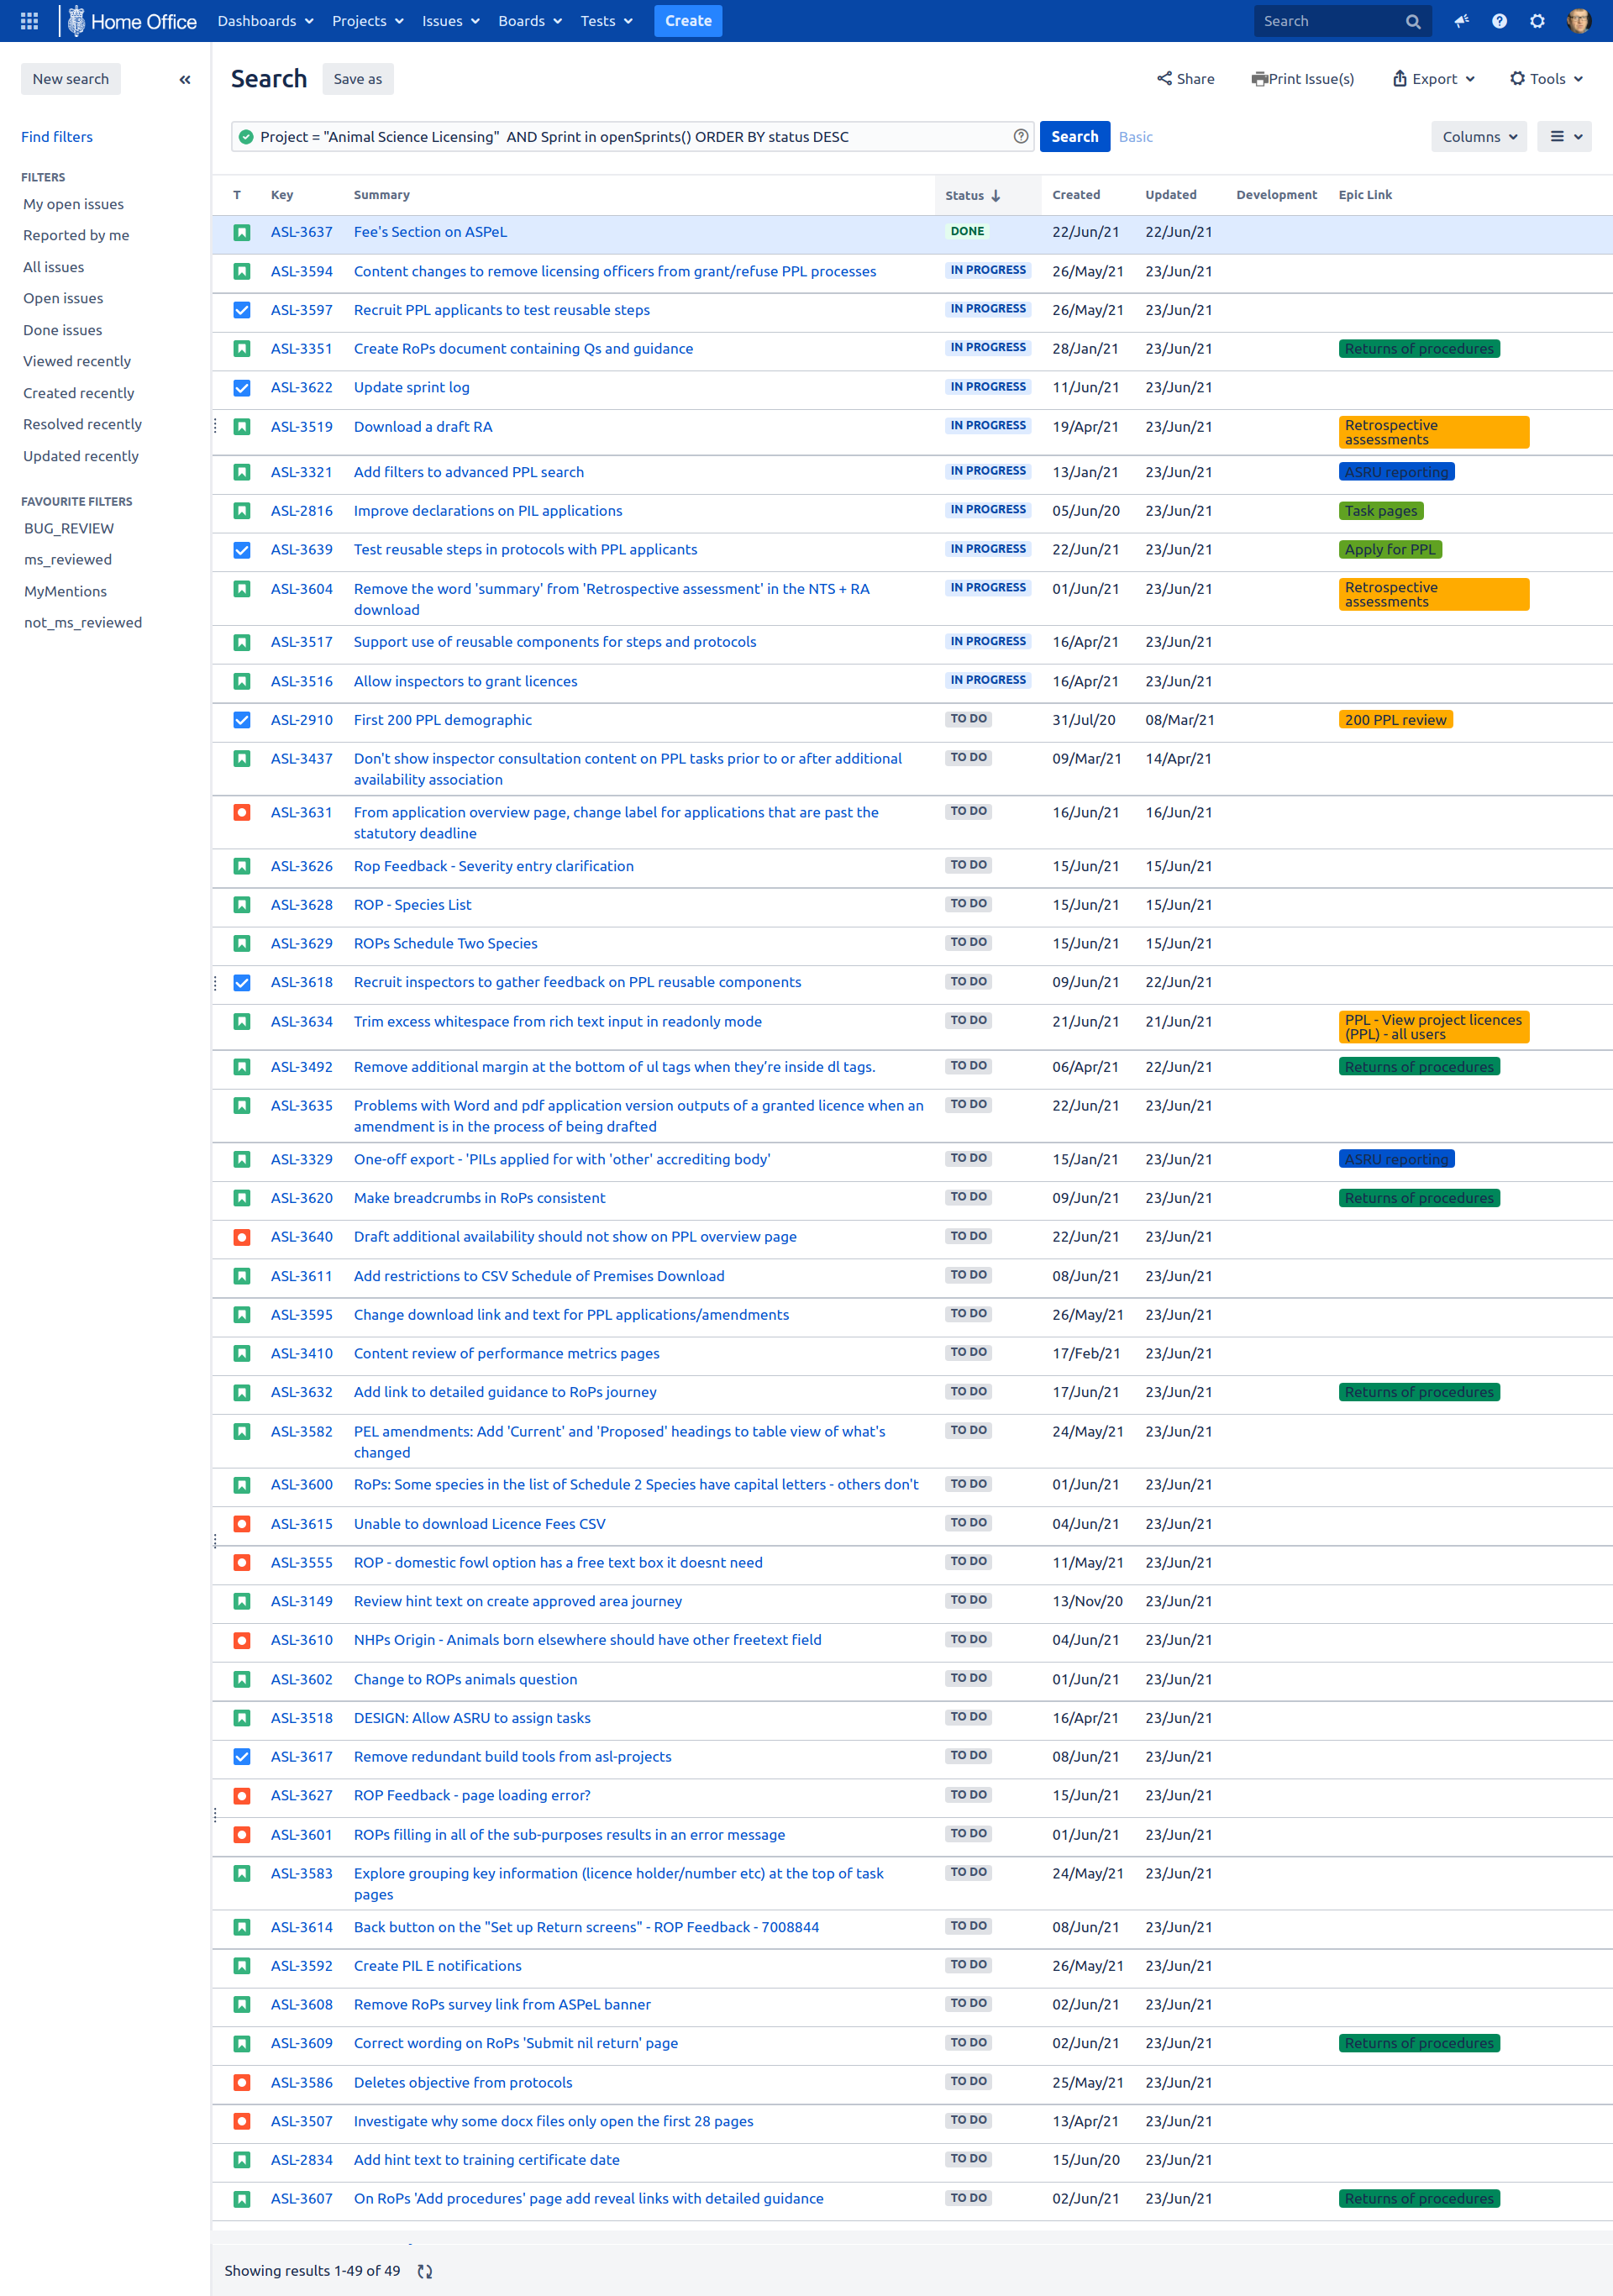 Home Office Dashboards Projects Issues Boards Tests Create Search
New search
Search Save as Share Print Issue(s) Export Tools
Find filters
Project = "Animal Science Licensing" AND Sprint in openSprints() ORDER BY status DESC Search Basic Columns
FILTERS
My open issues
Reported by me
All issues
Open issues
Done issues
Viewed recently
Created recently
Resolved recently
Updated recently
FAVOURITE FILTERS
BUG_REVIEW
ms_reviewed
MyMentions
not_ms_reviewed
T Key Summary Status Created Updated Development Epic Link
ASL-3637 Fee's Section on ASPeL DONE 22/Jun/21 22/Jun/21
ASL-3594 Content changes to remove licensing officers from grant/refuse PPL processes IN PROGRESS 26/May/21 23/Jun/21
ASL-3597 Recruit PPL applicants to test reusable steps IN PROGRESS 26/May/21 23/Jun/21
ASL-3351 Create RoPs document containing Qs and guidance IN PROGRESS 28/Jan/21 23/Jun/21 Returns of procedures
ASL-3622 Update sprint log IN PROGRESS 11/Jun/21 23/Jun/21
ASL-3519 Download a draft RA IN PROGRESS 19/Apr/21 23/Jun/21 Retrospective
assessments
ASL-3321 Add filters to advanced PPL search IN PROGRESS 13/Jan/21 23/Jun/21 ASRU reporting
ASL-2816 Improve declarations on PIL applications IN PROGRESS 05/Jun/20 23/Jun/21 Task pages
ASL-3639 Test reusable steps in protocols with PPL applicants IN PROGRESS 22/Jun/21 23/Jun/21 Apply for PPL
ASL-3604 Remove the word 'summary' from 'Retrospective assessment' in the NTS + RA IN PROGRESS 01/Jun/21 23/Jun/21 Retrospective
download assessments
ASL-3517 Support use of reusable components for steps and protocols IN PROGRESS 16/Apr/21 23/Jun/21
ASL-3516 Allow inspectors to grant licences IN PROGRESS 16/Apr/21 23/Jun/21
ASL-2910 First 200 PPL demographic TO DO 31/Jul/20 08/Mar/21 200 PPL review
ASL-3437 Don't show inspector consultation content on PPL tasks prior to or after additional TO DO 09/Mar/21 14/Apr/21
availability association
ASL-3631 From application overview page, change label for applications that are past the TO DO 16/Jun/21 16/Jun/21
statutory deadline
ASL-3626 Rop Feedback - Severity entry clarification TO DO 15/Jun/21 15/Jun/21
ASL-3628 ROP - Species List TO DO 15/Jun/21 15/Jun/21
ASL-3629 ROPs Schedule Two Species TO DO 15/Jun/21 15/Jun/21
ASL-3618 Recruit inspectors to gather feedback on PPL reusable components TO DO 09/Jun/21 22/Jun/21
ASL-3634 Trim excess whitespace from rich text input in readonly mode TO DO 21/Jun/21 21/Jun/21 PPL - View project licences
(PPL) - all users
ASL-3492 Remove additional margin at the bottom of ul tags when they’re inside dl tags. TO DO 06/Apr/21 22/Jun/21 Returns of procedures
ASL-3635 Problems with Word and pdf application version outputs of a granted licence when an TO DO 22/Jun/21 23/Jun/21
amendment is in the process of being drafted
ASL-3329 One-off export - 'PILs applied for with 'other' accrediting body' TO DO 15/Jan/21 23/Jun/21 ASRU reporting
ASL-3620 Make breadcrumbs in RoPs consistent TO DO 09/Jun/21 23/Jun/21 Returns of procedures
ASL-3640 Draft additional availability should not show on PPL overview page TO DO 22/Jun/21 23/Jun/21
ASL-3611 Add restrictions to CSV Schedule of Premises Download TO DO 08/Jun/21 23/Jun/21
ASL-3595 Change download link and text for PPL applications/amendments TO DO 26/May/21 23/Jun/21
ASL-3410 Content review of performance metrics pages TO DO 17/Feb/21 23/Jun/21
ASL-3632 Add link to detailed guidance to RoPs journey TO DO 17/Jun/21 23/Jun/21 Returns of procedures
ASL-3582 PEL amendments: Add 'Current' and 'Proposed' headings to table view of what's TO DO 24/May/21 23/Jun/21
changed
ASL-3600 RoPs: Some species in the list of Schedule 2 Species have capital letters - others don't TO DO 01/Jun/21 23/Jun/21
ASL-3615 Unable to download Licence Fees CSV TO DO 04/Jun/21 23/Jun/21
ASL-3555 ROP - domestic fowl option has a free text box it doesnt need TO DO 11/May/21 23/Jun/21
ASL-3149 Review hint text on create approved area journey TO DO 13/Nov/20 23/Jun/21
ASL-3610 NHPs Origin - Animals born elsewhere should have other freetext field TO DO 04/Jun/21 23/Jun/21
ASL-3602 Change to ROPs animals question TO DO 01/Jun/21 23/Jun/21
ASL-3518 DESIGN: Allow ASRU to assign tasks TO DO 16/Apr/21 23/Jun/21
ASL-3617 Remove redundant build tools from asl-projects TO DO 08/Jun/21 23/Jun/21
ASL-3627 ROP Feedback - page loading error? TO DO 15/Jun/21 23/Jun/21
ASL-3601 ROPs filling in all of the sub-purposes results in an error message TO DO 01/Jun/21 23/Jun/21
ASL-3583 Explore grouping key information (licence holder/number etc) at the top of task TO DO 24/May/21 23/Jun/21
pages
ASL-3614 Back button on the "Set up Return screens" - ROP Feedback - 7008844 TO DO 08/Jun/21 23/Jun/21
ASL-3592 Create PIL E notifications TO DO 26/May/21 23/Jun/21
ASL-3608 Remove RoPs survey link from ASPeL banner TO DO 02/Jun/21 23/Jun/21
ASL-3609 Correct wording on RoPs 'Submit nil return' page TO DO 02/Jun/21 23/Jun/21 Returns of procedures
ASL-3586 Deletes objective from protocols TO DO 25/May/21 23/Jun/21
ASL-3507 Investigate why some docx files only open the first 28 pages TO DO 13/Apr/21 23/Jun/21
ASL-2834 Add hint text to training certificate date TO DO 15/Jun/20 23/Jun/21
ASL-3607 On RoPs 'Add procedures' page add reveal links with detailed guidance TO DO 02/Jun/21 23/Jun/21 Returns of procedures
Showing results 1-49 of 49